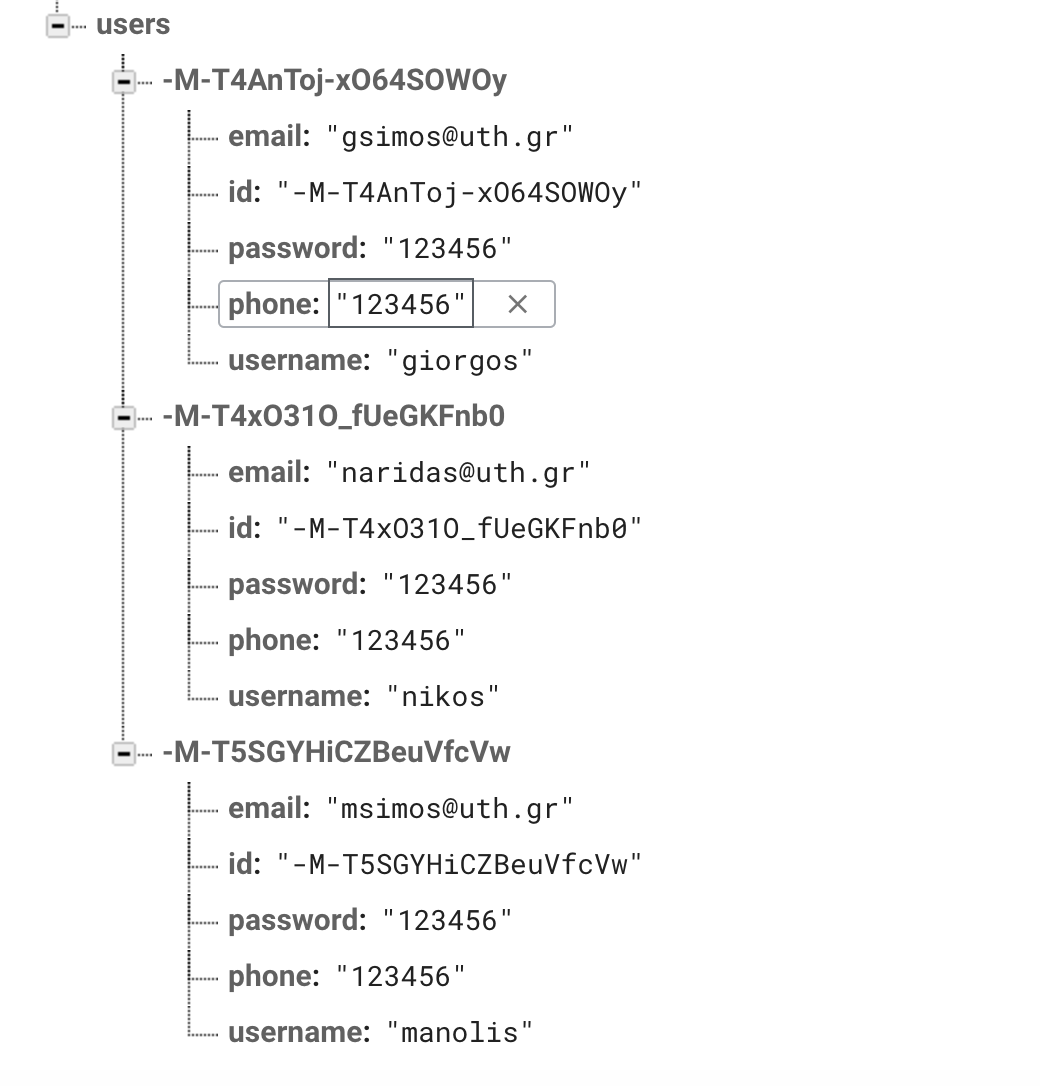 users
-M-T4AnToj-xO64SOWOy
email: "gsimos@uth.gr"
id: "-M-T4AnToj-xO64SOWOy"
password: "123456"
phone: "123456" ×
username: "giorgos"
-M-T4xO31O_fUeGKFnb0
email: "naridas@uth.gr"
id: "-M-T4xO31O_fUeGKFnb0"
password: "123456"
phone: "123456"
username: "nikos"
-M-T5SGYHiCZBeuVfcVw
email: "msimos@uth.gr"
id: "-M-T5SGYHiCZBeuVfcVw"
password: "123456"
phone: "123456"
username: "manolis"